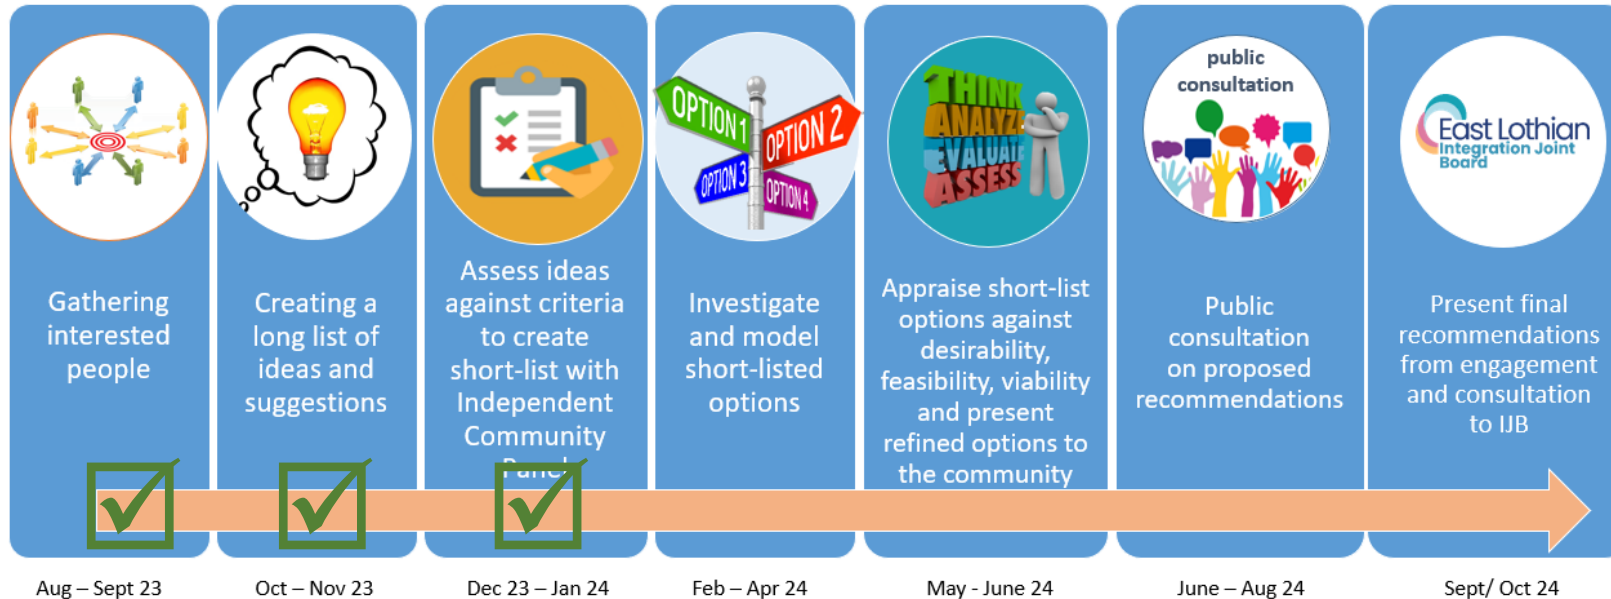 OPTION 1
OPTION 2
OPTION 3
OPTION 4
THINK
ANALYZE
EVALUATE
ASSESS
public
consultation
East Lothian
Integration Joint
Board
Gathering
interested
people
Creating a
long list of
ideas and
suggestions
Assess ideas
against criteria
to create
short-list with
Independent
Community
Panel
Investigate
and model
short-listed
options
Appraise short-list
options against
desirability,
feasibility, viability
and present
refined options to
the community
Public
consultation
on proposed
recommendations
Present final
recommendations
from engagement
and consultation
to IJB
Aug – Sept 23
Oct – Nov 23
Dec 23 – Jan 24
Feb – Apr 24
May - June 24
June – Aug 24
Sept/ Oct 24